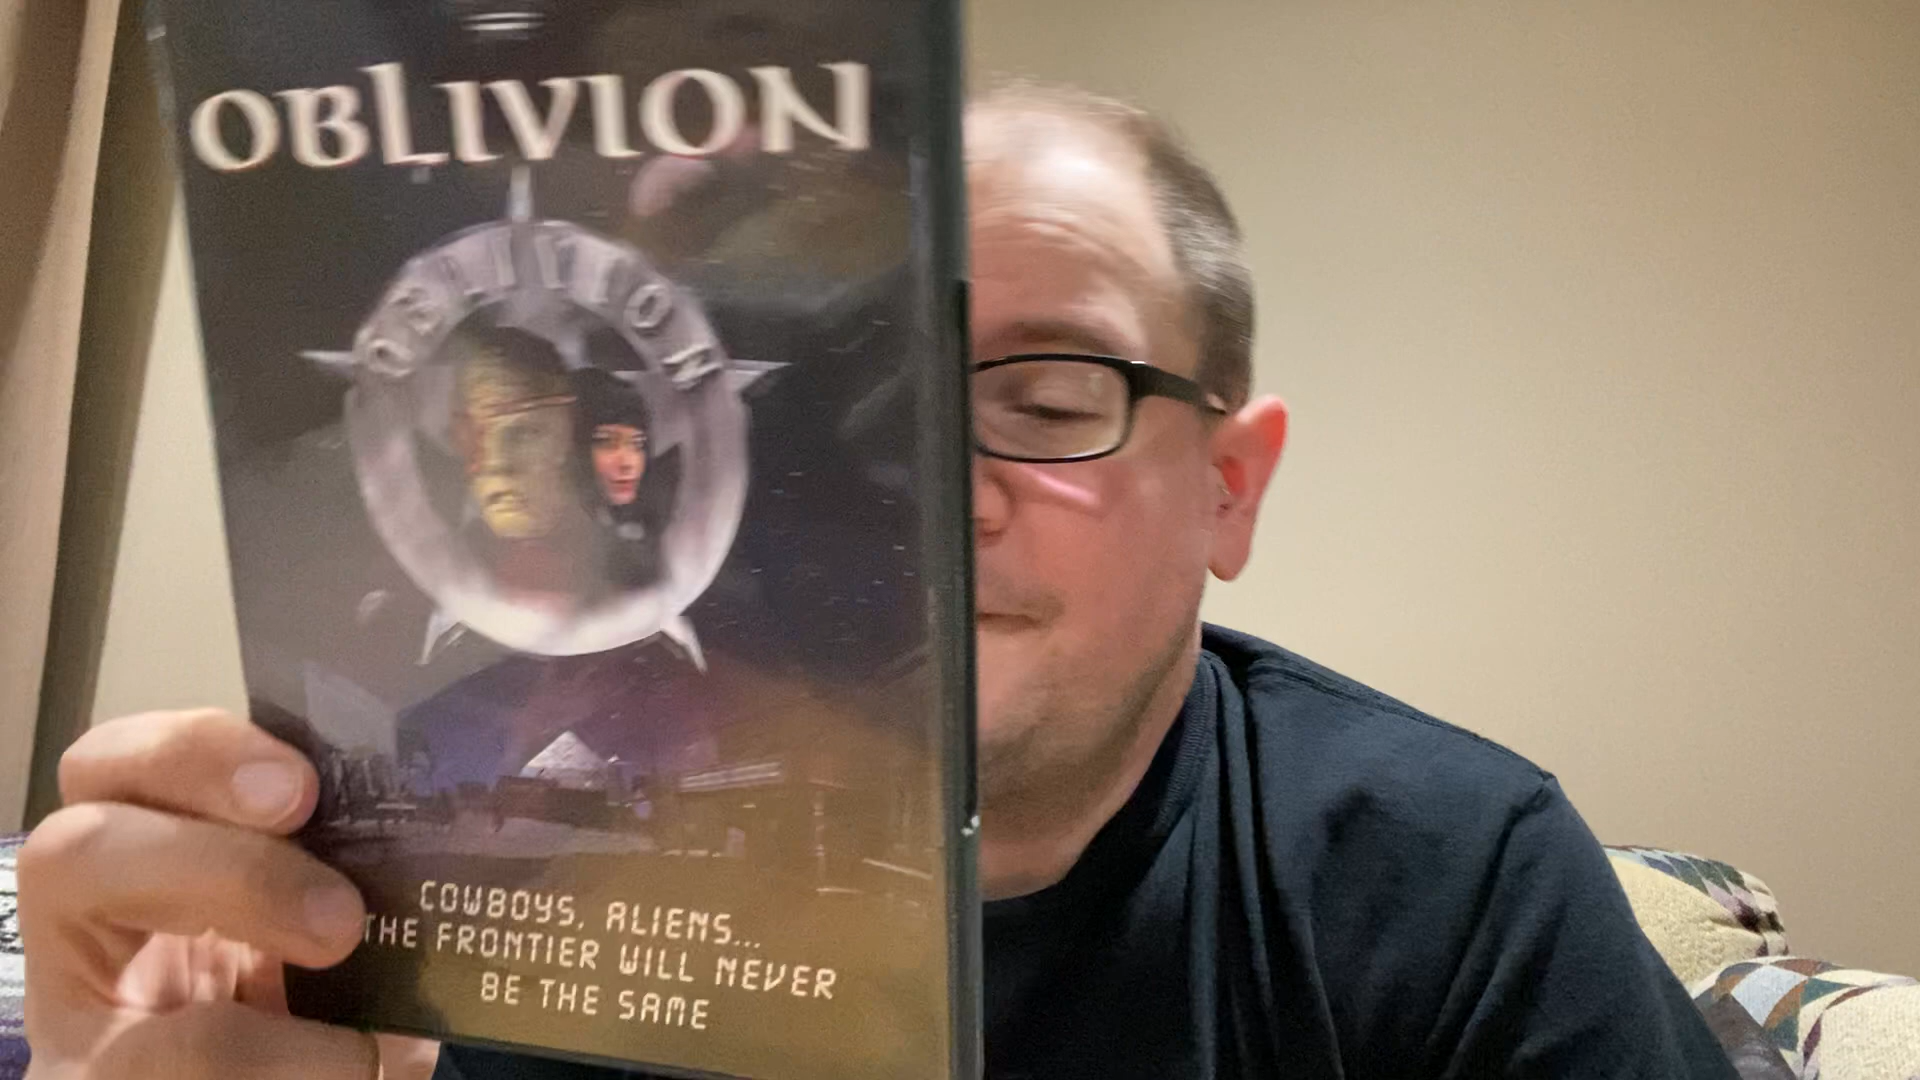 OBLIVION
OBLIVION
COWBOYS, ALIENS...
THE FRONTIER WILL NEVER
BE THE SAME